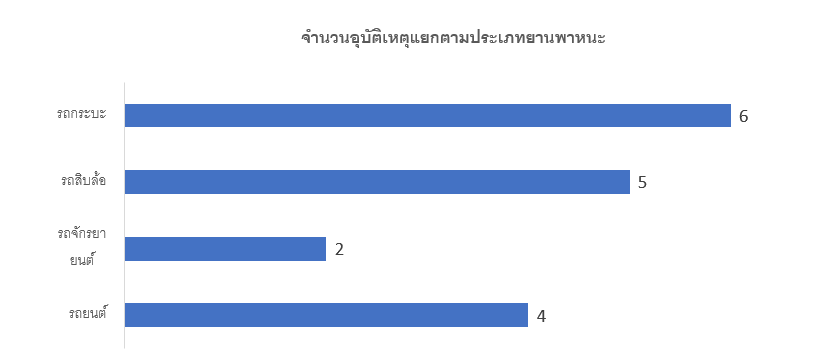 จำนวนอุบัติเหตุแยกตามประเภทยานพาหนะ
รถกระบะ
6
รถสิบล้อ
5
รถจักรยา
ยนต์
2
รถยนต์
4